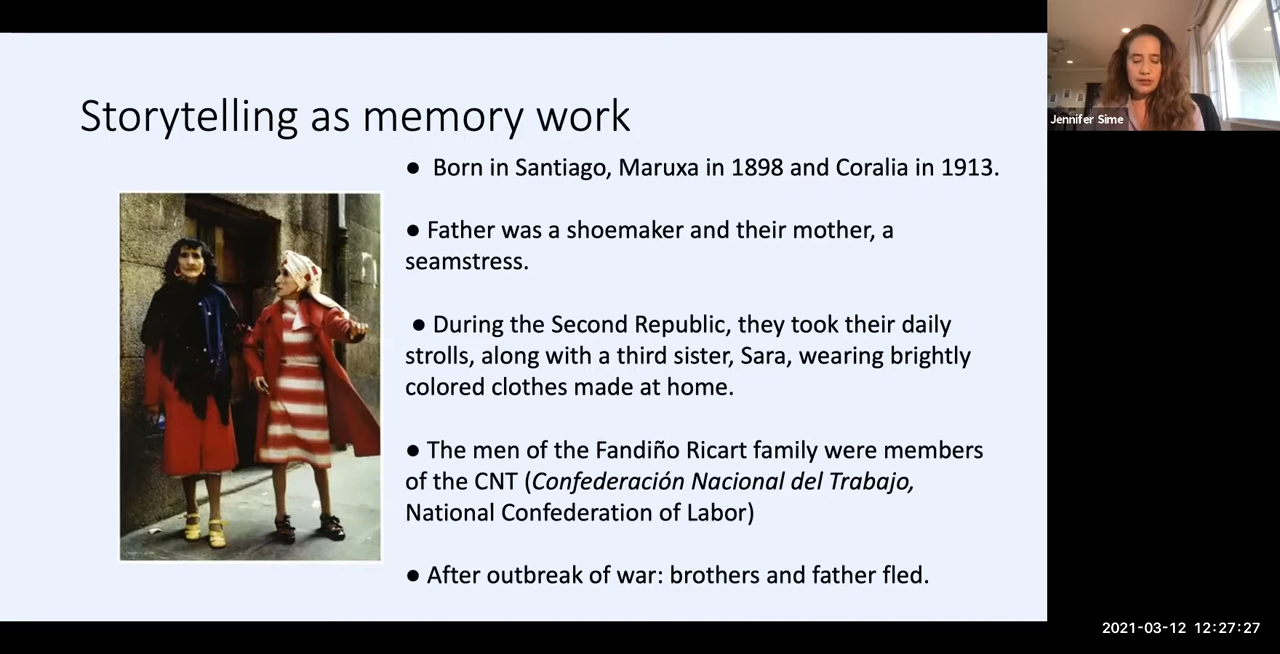 Storytelling as memory work
● Born in Santiago, Maruxa in 1898 and Coralia in 1913.
● Father was a shoemaker and their mother, a
seamstress.
● During the Second Republic, they took their daily
strolls, along with a third sister, Sara, wearing brightly
colored clothes made at home.
● The men of the Fandiño Ricart family were members
of the CNT (Confederación Nacional del Trabajo,
National Confederation of Labor)
● After outbreak of war: brothers and father fled.
Jennifer Sime
2021-03-12 12:27:27